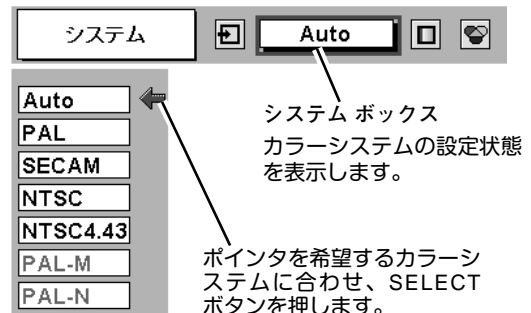 システム
Auto
Auto
PAL
SECAM
NTSC
NTSC4.43
PAL-M
PAL-N
システム ボックス
カラーシステムの設定状態
を表示します。
ポインタを希望するカラーシ
ステムに合わせ、SELECT
ボタンを押します。